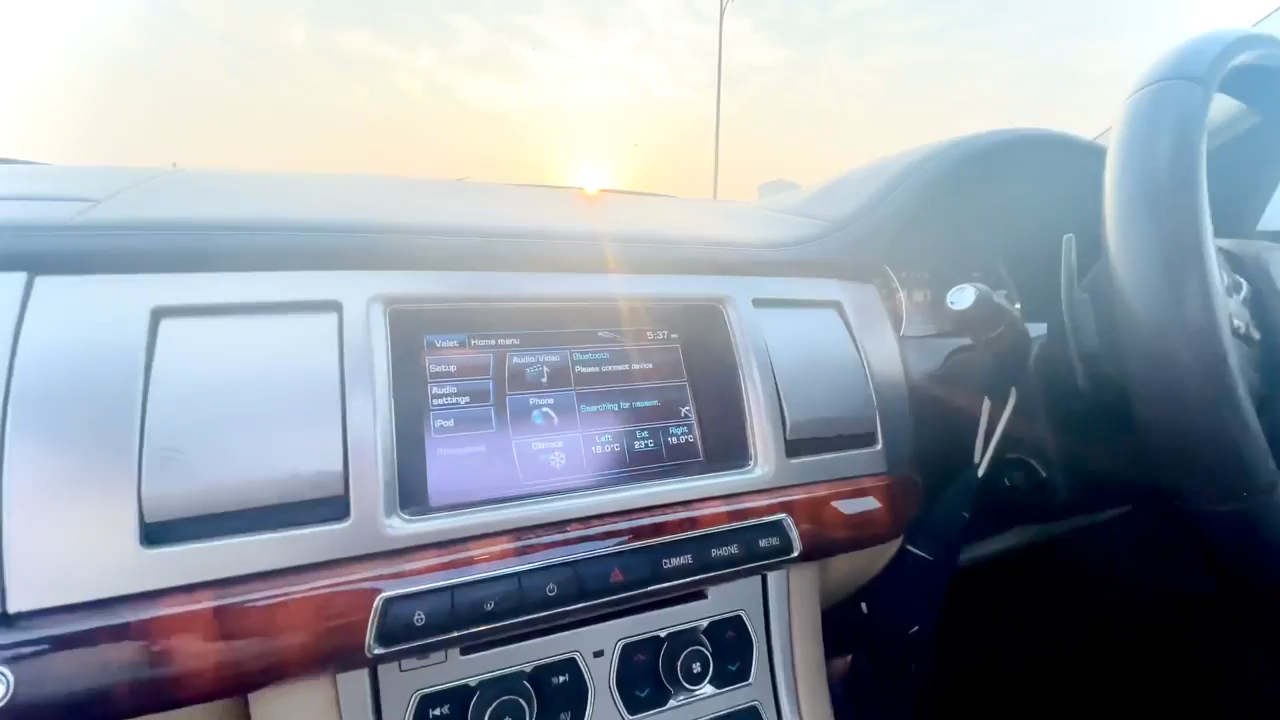 Valet
Home menu
5:37
Setup
Audio/Video
Bluetooth
Please connect device
Audio
settings
Phone
Searching for
iPod
Climate
Left
18.0°C
Ext
23°C
Right
18.0°C
CLIMATE
PHONE
MENU